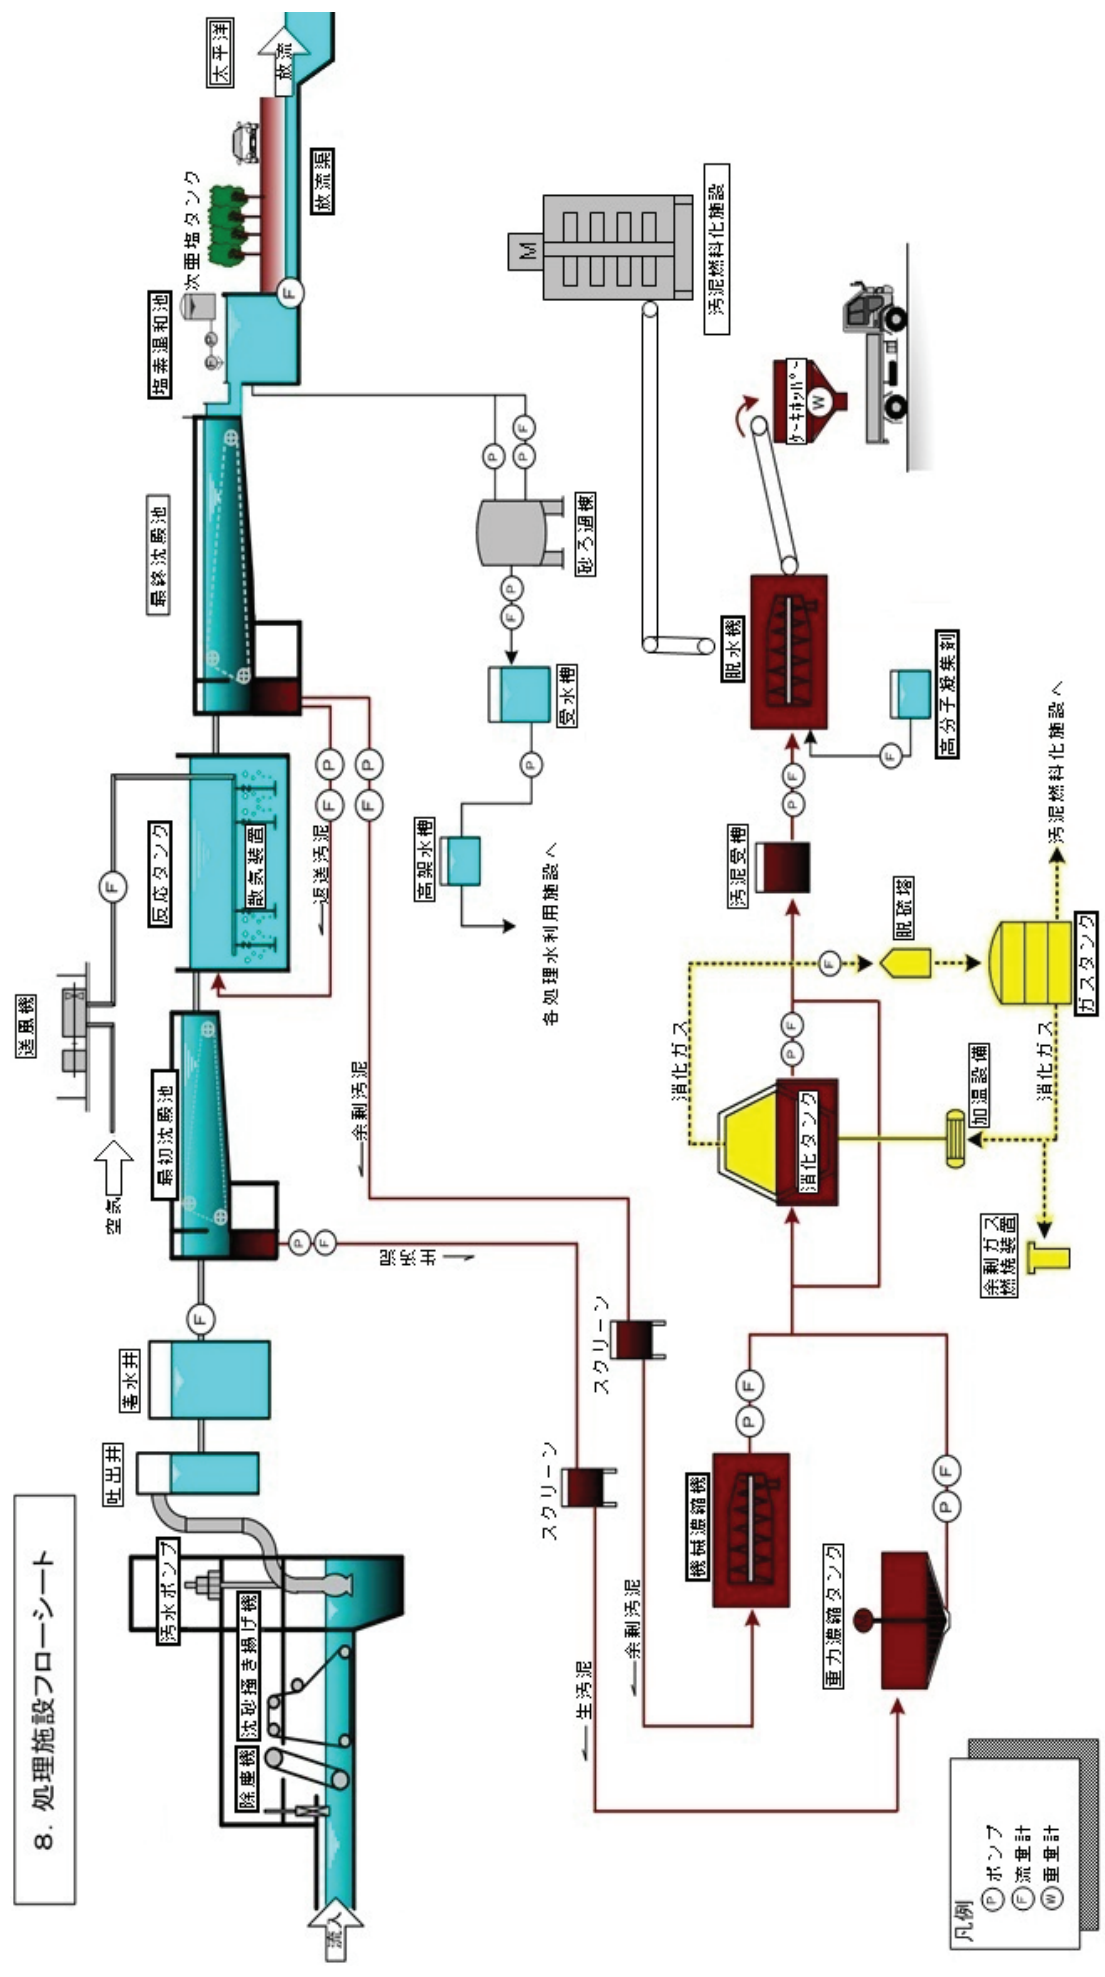 8. 処理施設フローシート
流入
除塵機
沈砂掻き揚げ機
汚水ポンプ
吐出井
着水井
F
空気
送風機
F
最初沈殿池
反応タンク
散気装置
最終沈殿池
塩素混和池
次亜塩タンク
P
F
F
太平洋
放流
放流渠
P
F
生汚泥
F
P
返送汚泥
F
P
余剰汚泥
P
P
F
砂ろ過棟
F
P
受水槽
P
高架水槽
各処理水利用施設へ
スクリーン
スクリーン
生汚泥
余剰汚泥
機械濃縮機
P
F
重力濃縮タンク
P
F
消化タンク
P
F
消化ガス
F
脱硫塔
ガスタンク
汚泥燃料化施設へ
消化ガス
加温設備
余剰ガス
燃焼装置
汚泥受槽
P
F
脱水機
F
高分子凝集剤
ケーキホッパー
W
M
汚泥燃料化施設
凡例
P ポンプ
F 流量計
W 重量計